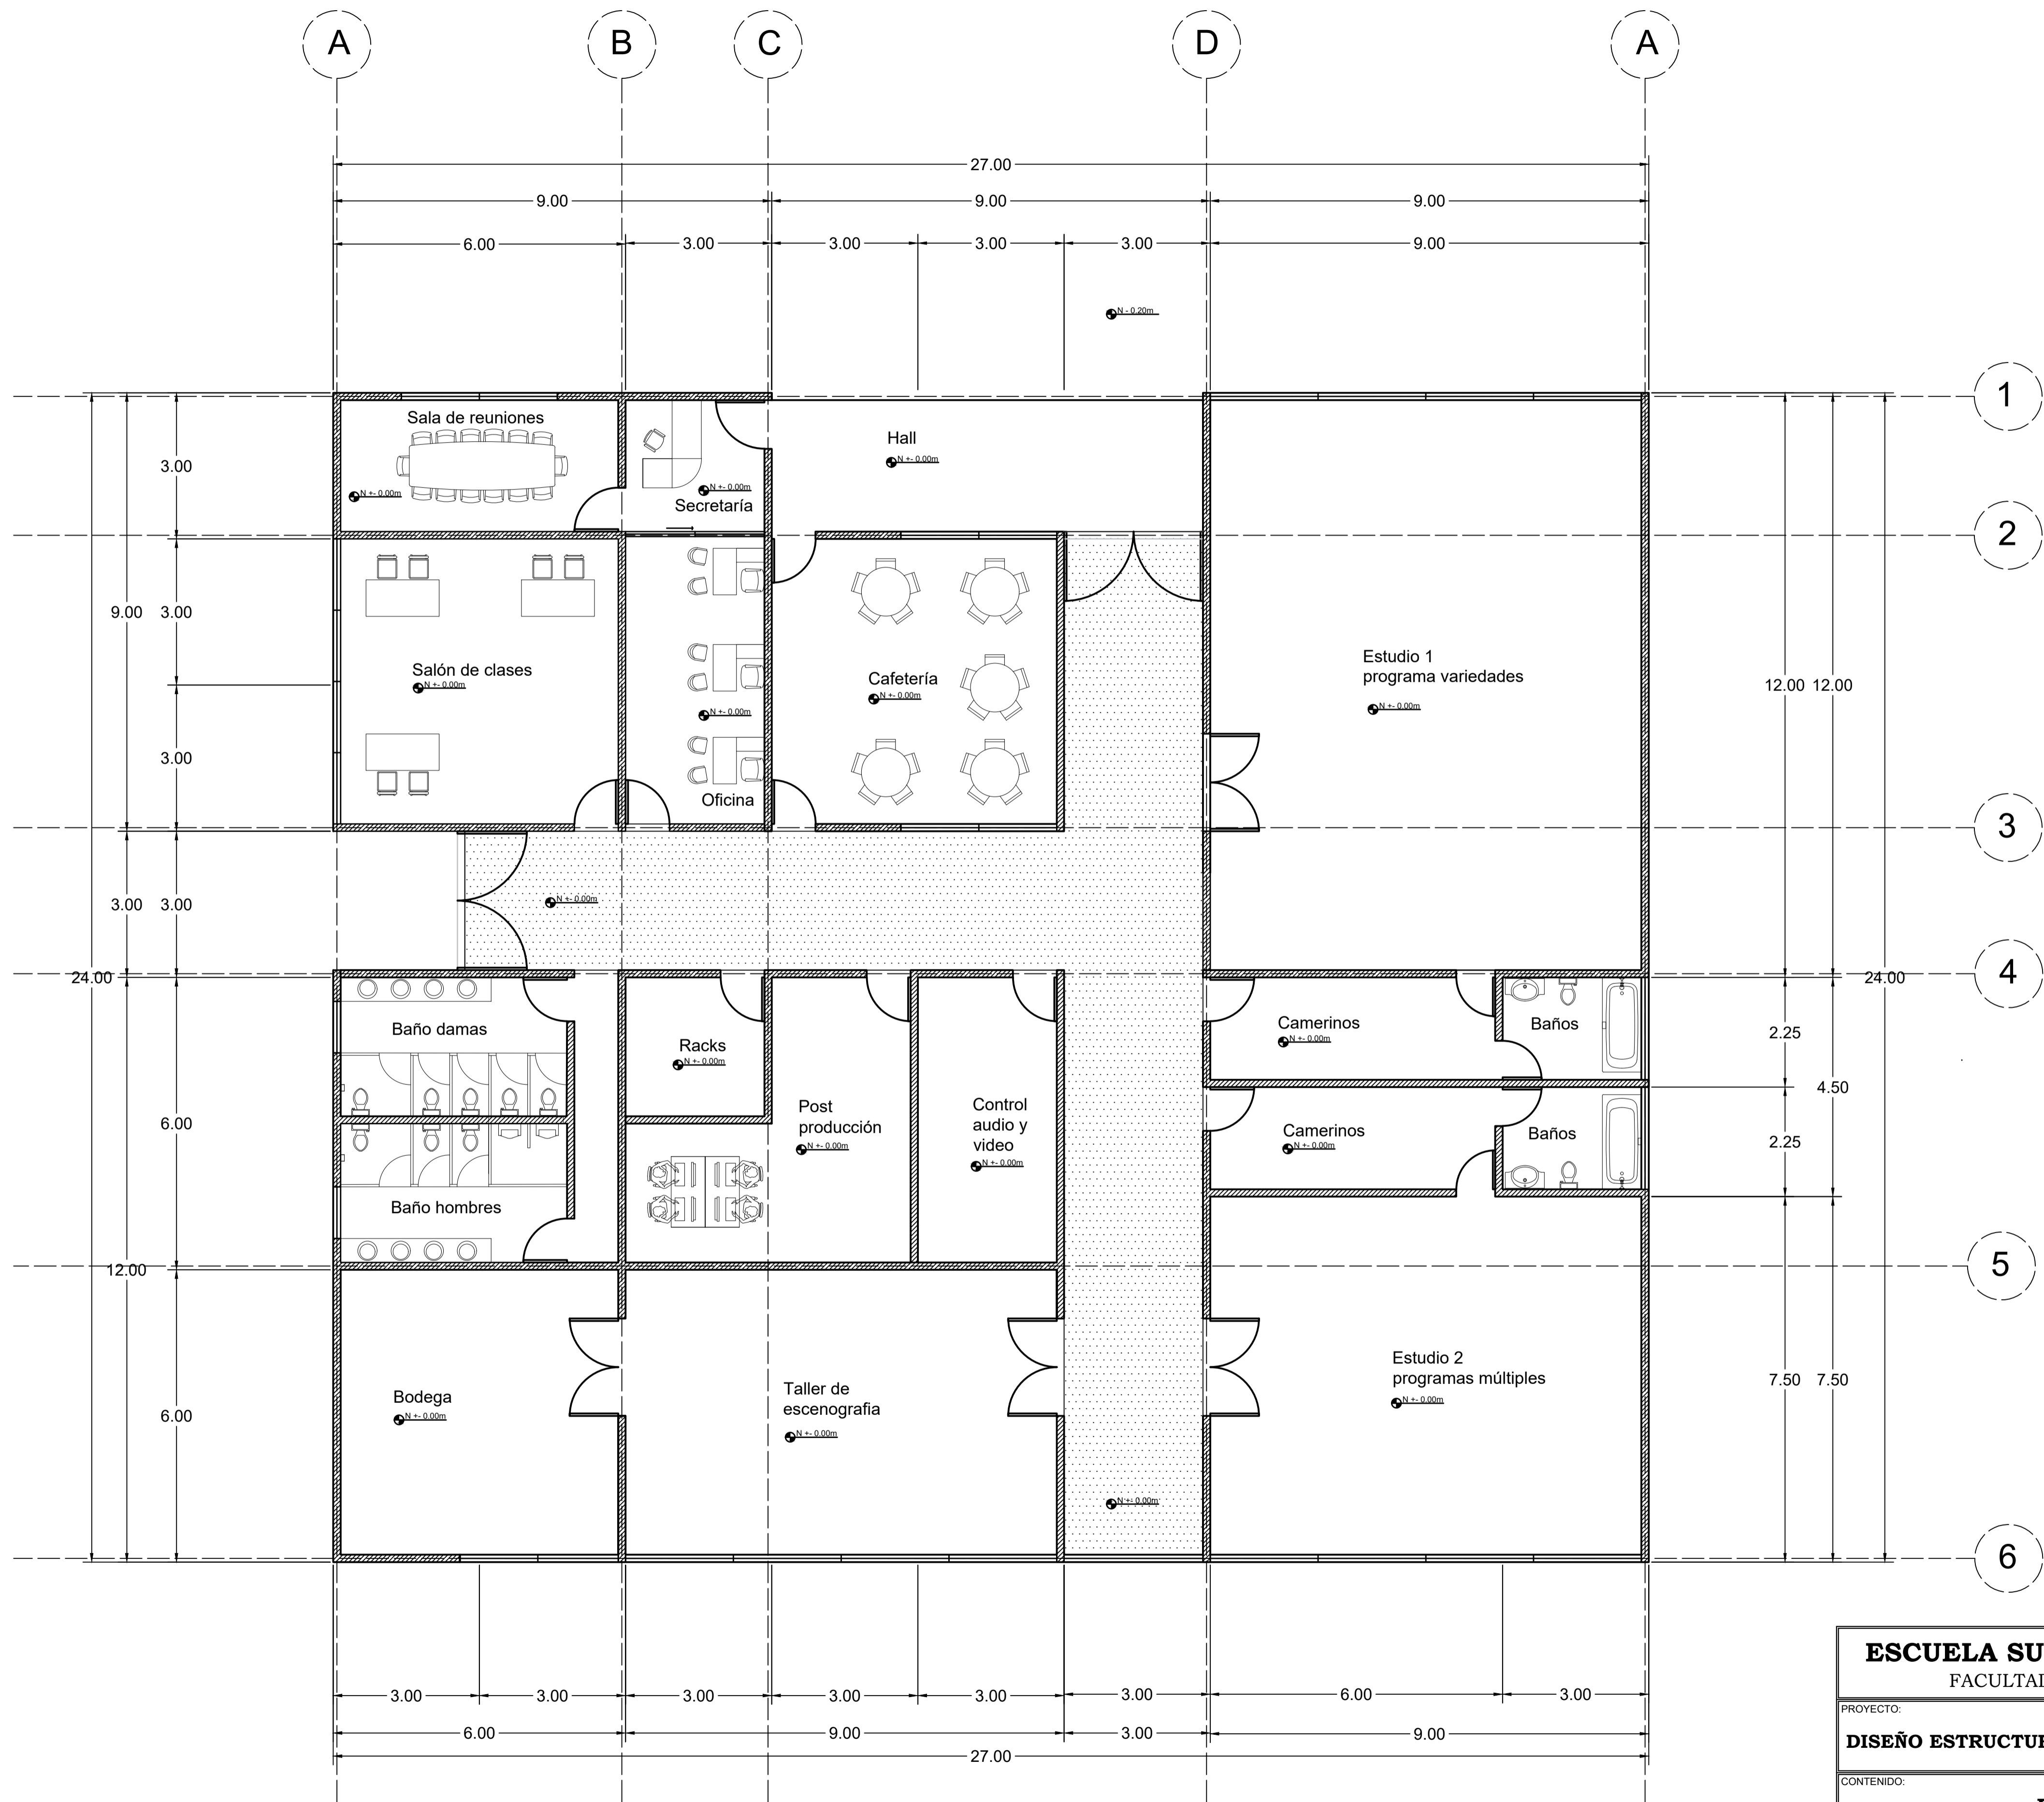 A B C D A
27.00
9.00 9.00 9.00
6.00 3.00 3.00 3.00 3.00 9.00
N - 0.20m
1
Sala de reuniones
Hall
N +- 0.00m
3.00
N +- 0.00m
N +- 0.00m
Secretaría
2
9.00 3.00
Salón de clases
N +- 0.00m
Cafetería
N +- 0.00m
N +- 0.00m
Estudio 1
programa variedades
N +- 0.00m
12.00 12.00
3.00
Oficina
3
3.00 3.00
N +- 0.00m
24.00
24.00
4
Baño damas
Racks
N +- 0.00m
Camerinos
N +- 0.00m
Baños
2.25
4.50
6.00
Post
producción
N +- 0.00m
Control
audio y
video
N +- 0.00m
Camerinos
N +- 0.00m
Baños
2.25
Baño hombres
12.00
5
Bodega
N +- 0.00m
Taller de
escenografia
N +- 0.00m
Estudio 2
programas múltiples
N +- 0.00m
7.50 7.50
6.00
N +- 0.00m
6
3.00 3.00 3.00 3.00 3.00 3.00 6.00 3.00
6.00 9.00 3.00 9.00
27.00
ESCUELA SU
FACULTAD
PROYECTO:
DISEÑO ESTRUCTU
CONTENIDO: